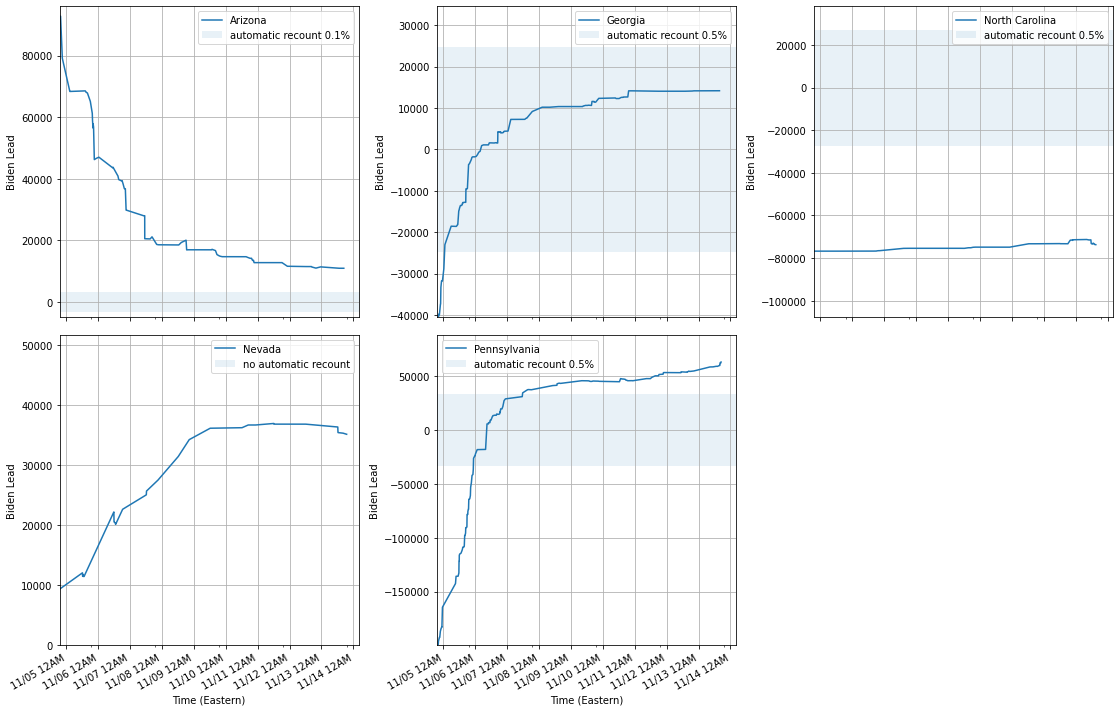 Arizona
automatic recount 0.1%
80000
60000
40000
20000
0
Biden Lead
Georgia
automatic recount 0.5%
30000
20000
10000
0
−10000
−20000
−30000
−40000
Biden Lead
North Carolina
automatic recount 0.5%
20000
0
−20000
−40000
−60000
−80000
−100000
Biden Lead
Nevada
no automatic recount
50000
40000
30000
20000
10000
0
Biden Lead
11/05 12AM
11/06 12AM
11/07 12AM
11/08 12AM
11/09 12AM
11/10 12AM
11/11 12AM
11/12 12AM
11/13 12AM
11/14 12AM
Time (Eastern)
Pennsylvania
automatic recount 0.5%
50000
0
−50000
−100000
−150000
Biden Lead
11/05 12AM
11/06 12AM
11/07 12AM
11/08 12AM
11/09 12AM
11/10 12AM
11/11 12AM
11/12 12AM
11/13 12AM
11/14 12AM
Time (Eastern)